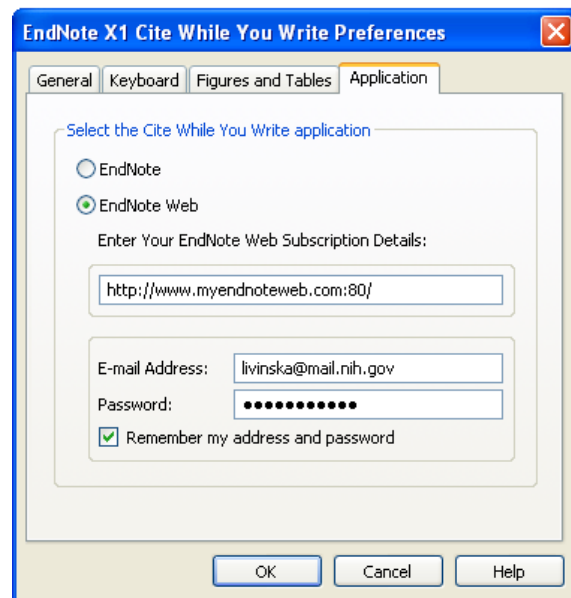 EndNote X1 Cite While You Write Preferences
General Keyboard Figures and Tables Application
Select the Cite While You Write application
EndNote
EndNote Web
Enter Your EndNote Web Subscription Details:
http://www.myendnoteweb.com:80/
E-mail Address: livinska@mail.nih.gov
Password: ●●●●●●●●●●●
Remember my address and password
OK Cancel Help